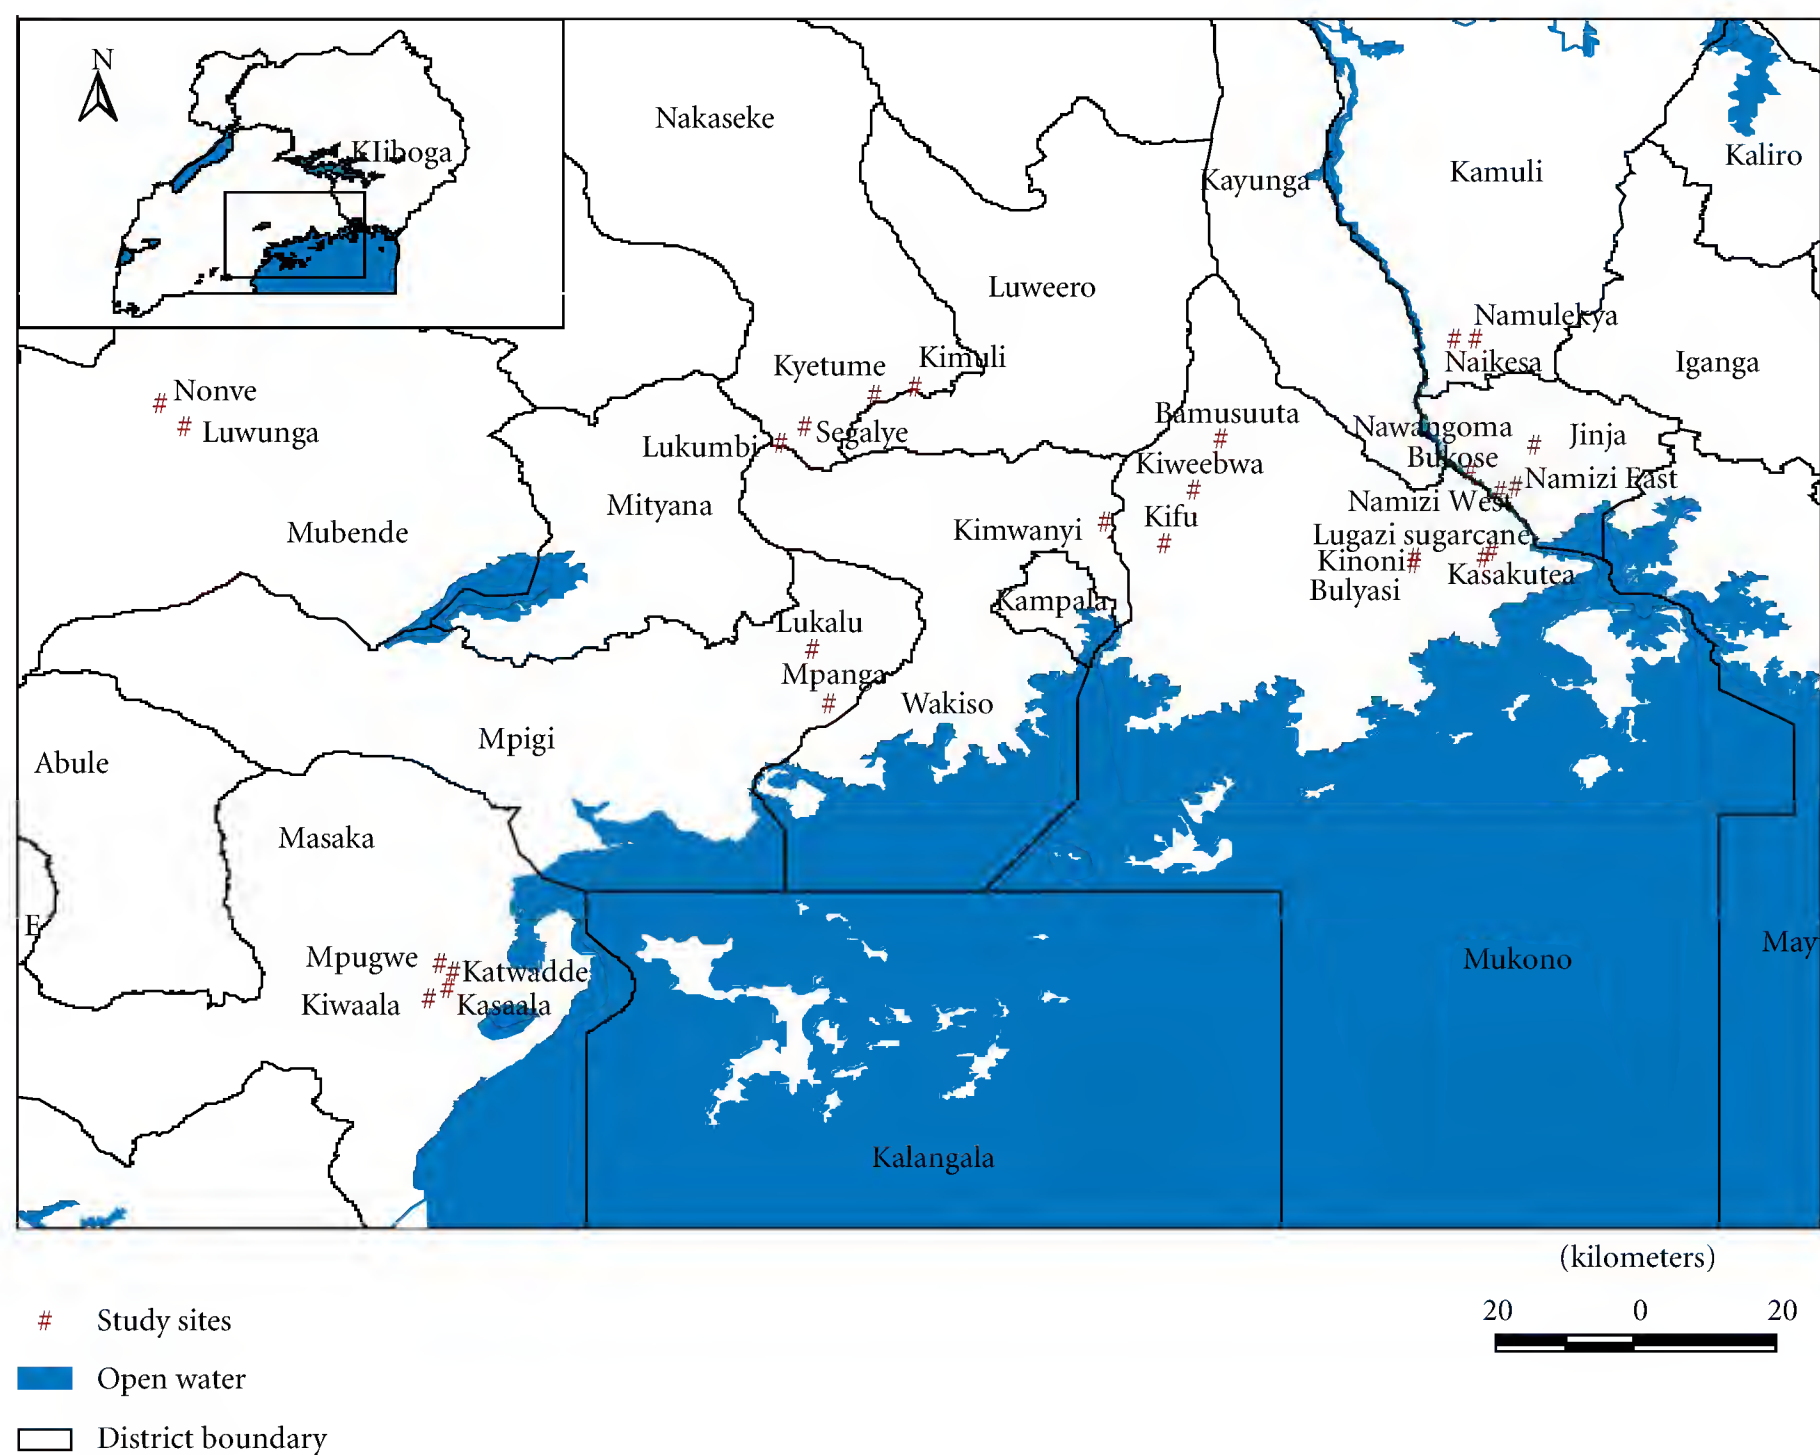 N
KIiboga
Nakaseke
Kaliro
Kamuli
Kayunga
Luweero
Namulekya
Kyetume
Kimuli
Naikesa
Iganga
Nonve
Bamusuuta
Luwunga
Lukumbi
Segalye
Nawangoma
Jinja
Kiweebwa
Bukose
Namizi East
Mityana
Namizi West
Mubende
Kimwanyi
Kifu
Lugazi sugarcane
Kinoni
Kasakutea
Bulyasi
Kampala
Lukalu
Mpanga
Wakiso
Mpigi
Abule
Masaka
E
Mpugwe
Katwadde
Mukono
May
Kiwaala
Kasaala
Kalangala
(kilometers)
20 0 20
# Study sites
Open water
District boundary